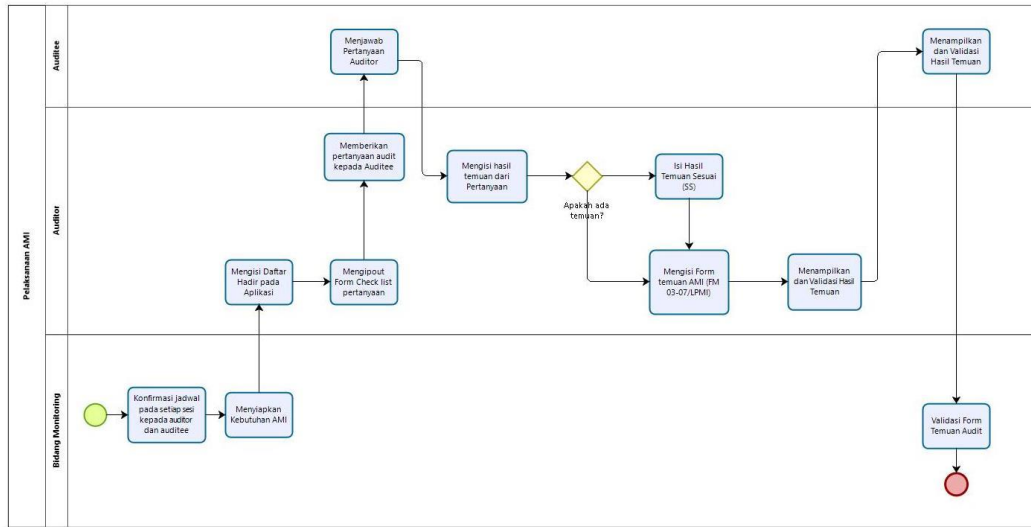 Pelaksanaan AMI
Auditee
Menjawab
Pertanyaan
Auditor
Menampilkan
dan Validasi
Hasil Temuan
Auditor
Memberikan
pertanyaan audit
kepada Auditee
Mengisi hasil
temuan dari
Pertanyaan
Apakah ada
temuan?
Isi Hasil
Temuan Sesuai
(SS)
Mengisi Daftar
Hadir pada
Aplikasi
Mengipout
Form Check list
pertanyaan
Mengisi Form
temuan AMI (FM
03-07/LPMI)
Menampilkan
dan Validasi Hasil
Temuan
Bidang Monitoring
Konfirmasi Jadwal
pada setiap sesi
kepada auditor
dan auditee
Menyiapkan
Kebutuhan AMI
Validasi Form
Temuan Audit